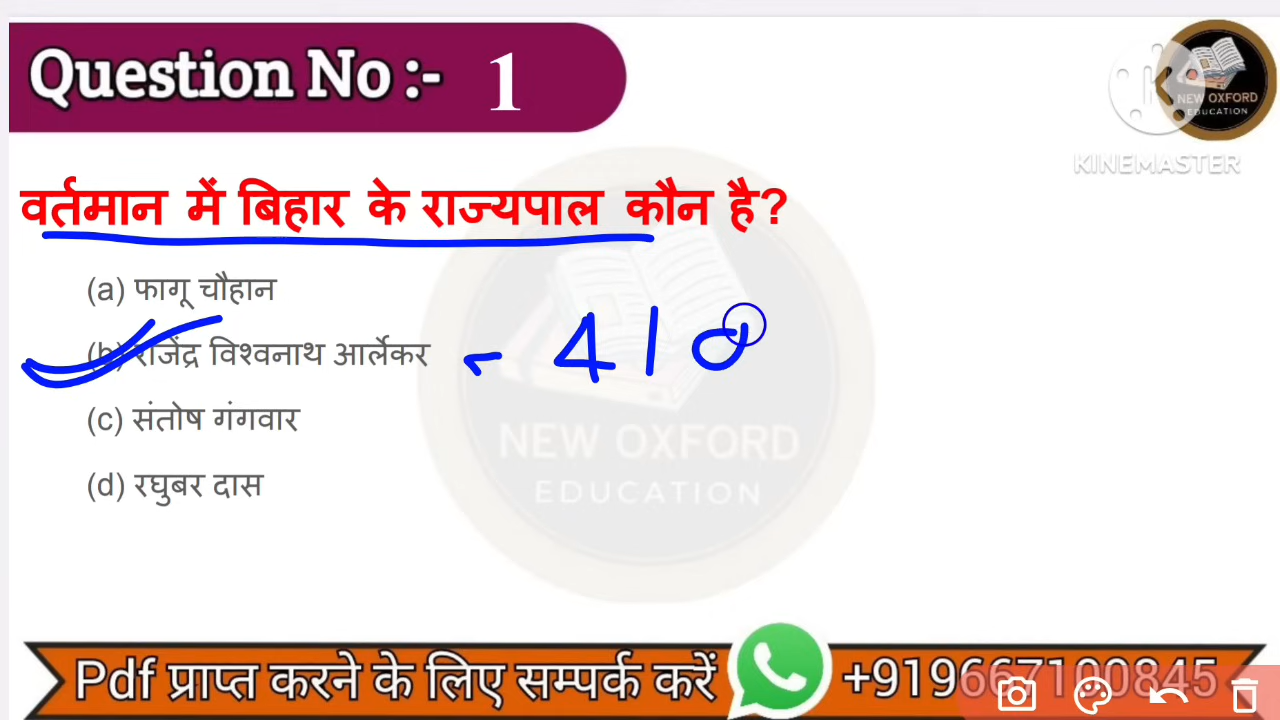 Question No :- 1
NEW OXFORD
EDUCATION
KINEMASTER
वर्तमान में बिहार के राज्यपाल कौन है?
(a) फागू चौहान
(b) राजेंद्र विश्वनाथ आर्लेकर - 41
(c) संतोष गंगवार
(d) रघुबर दास
NEW OXFORD
EDUCATION
Pdf प्राप्त करने के लिए सम्पर्क करें +919667100845